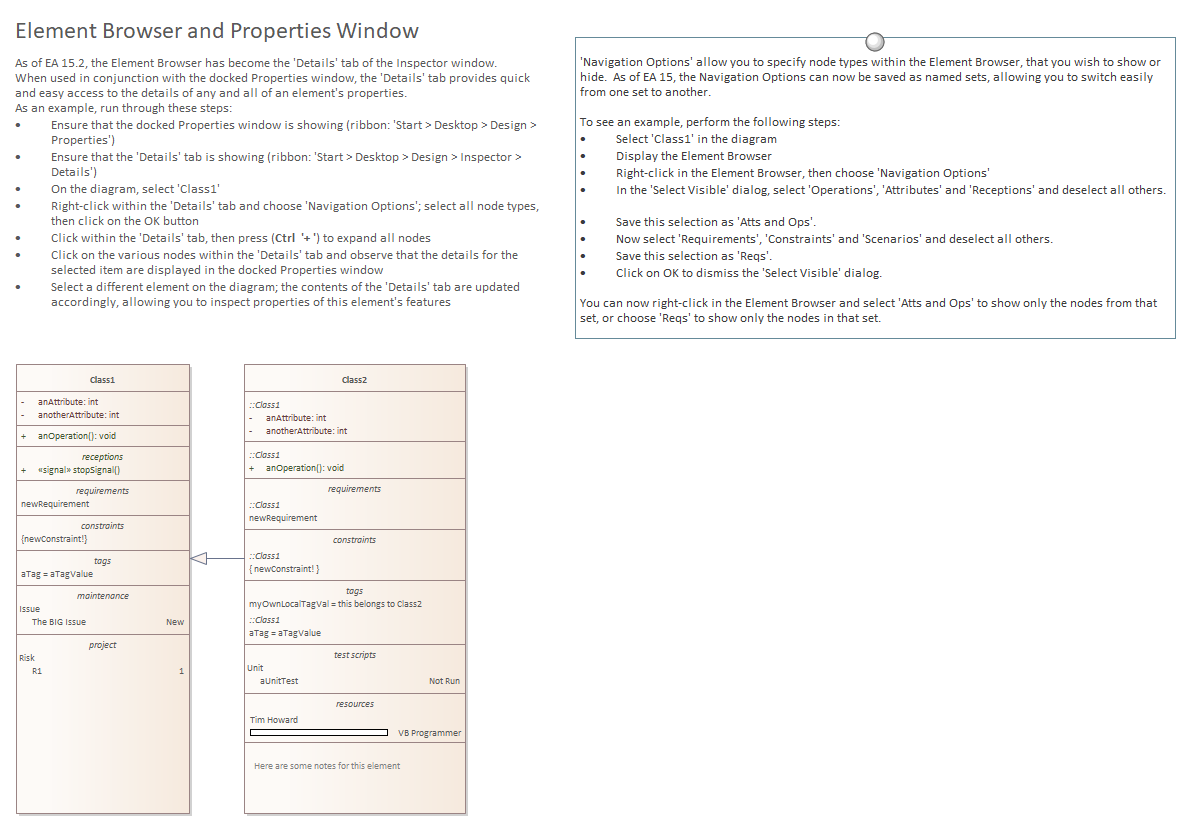 Element Browser and Properties Window
As of EA 15.2, the Element Browser has become the 'Details' tab of the Inspector window.
When used in conjunction with the docked Properties window, the 'Details' tab provides quick
and easy access to the details of any and all of an element's properties.
As an example, run through these steps:
• Ensure that the docked Properties window is showing (ribbon: 'Start > Desktop > Design >
Properties')
• Ensure that the 'Details' tab is showing (ribbon: 'Start > Desktop > Design > Inspector >
Details')
• On the diagram, select 'Class1'
• Right-click within the 'Details' tab and choose 'Navigation Options'; select all node types,
then click on the OK button
• Click within the 'Details' tab, then press (Ctrl '+ ') to expand all nodes
• Click on the various nodes within the 'Details' tab and observe that the details for the
selected item are displayed in the docked Properties window
• Select a different element on the diagram; the contents of the 'Details' tab are updated
accordingly, allowing you to inspect properties of this element's features
'Navigation Options' allow you to specify node types within the Element Browser, that you wish to show or
hide. As of EA 15, the Navigation Options can now be saved as named sets, allowing you to switch easily
from one set to another.
To see an example, perform the following steps:
• Select 'Class1' in the diagram
• Display the Element Browser
• Right-click in the Element Browser, then choose 'Navigation Options'
• In the 'Select Visible' dialog, select 'Operations', 'Attributes' and 'Receptions' and deselect all others.
• Save this selection as 'Atts and Ops'.
• Now select 'Requirements', 'Constraints' and 'Scenarios' and deselect all others.
• Save this selection as 'Reqs'.
• Click on OK to dismiss the 'Select Visible' dialog.
You can now right-click in the Element Browser and select 'Atts and Ops' to show only the nodes from that
set, or choose 'Reqs' to show only the nodes in that set.
Class1
- anAttribute: int
- anotherAttribute: int
+ anOperation(): void
receptions
+ «signal» stopSignal()
requirements
newRequirement
constraints
{newConstraint!}
tags
aTag = aTagValue
maintenance
Issue
The BIG Issue New
project
Risk
R1 1
Class2
::Class1
- anAttribute: int
- anotherAttribute: int
::Class1
+ anOperation(): void
requirements
::Class1
newRequirement
constraints
::Class1
{ newConstraint! }
tags
myOwnLocalTagVal = this belongs to Class2
::Class1
aTag = aTagValue
test scripts
Unit
aUnitTest Not Run
resources
Tim Howard
VB Programmer
Here are some notes for this element